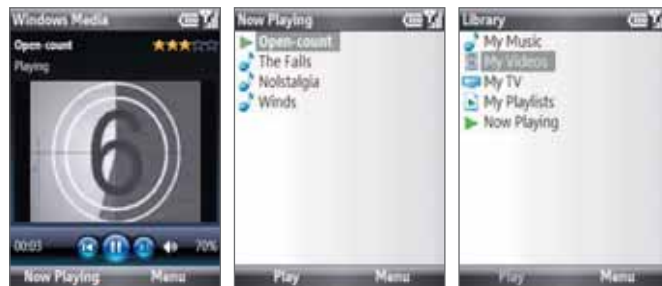 Windows Media
Open-count
Playing
6
00:03
70%
Now Playing
Menu
Now Playing
Open-count
The Falls
Nolstalgia
Winds
Play
Menu
Library
My Music
My Videos
My TV
My Playlists
Now Playing
Play
Menu